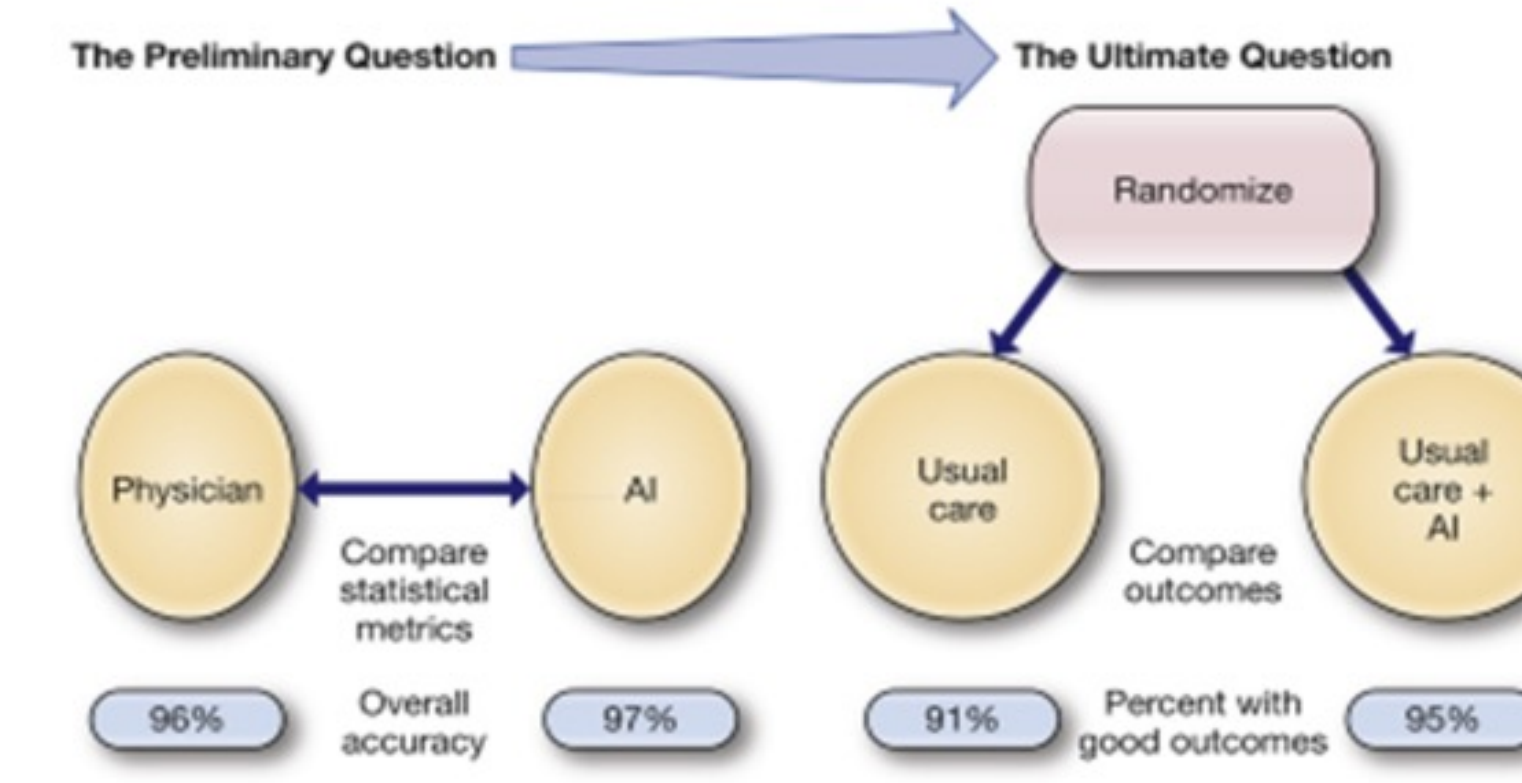 The Preliminary Question
The Ultimate Question
Randomize
Physician
AI
Compare
statistical
metrics
Usual
care
Usual
care +
AI
Compare
outcomes
96%
Overall
accuracy
97%
91%
Percent with
good outcomes
95%